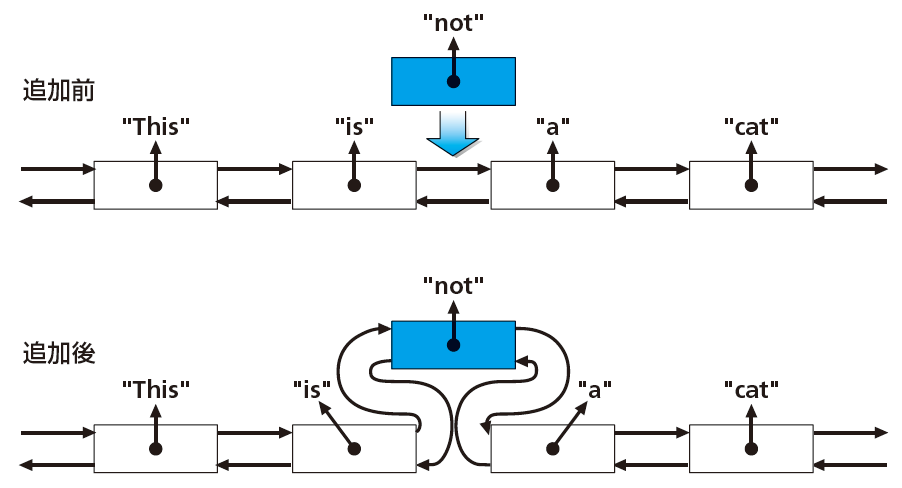 "not"
追加前
"This" "is" "a" "cat"
"not"
追加後
"This" "is" "a" "cat"